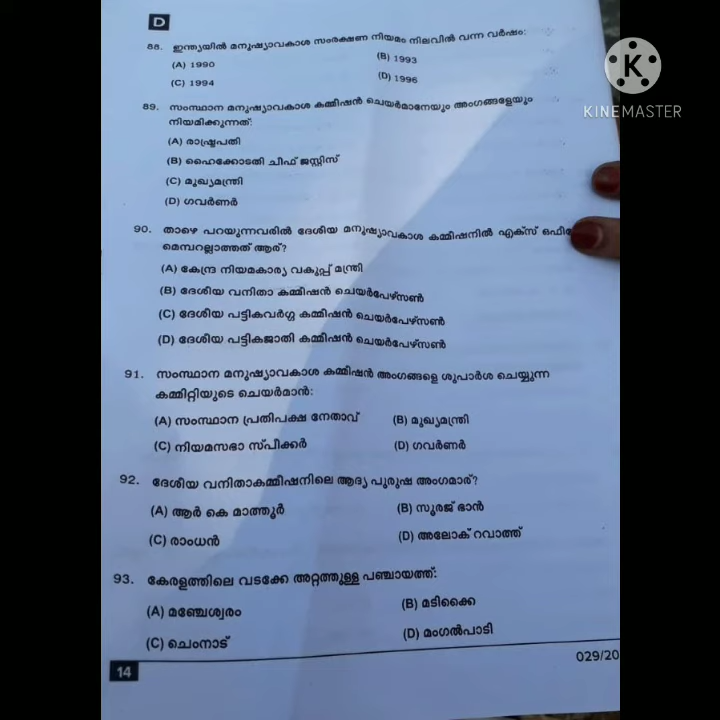 D
88. ഇന്ത്യയിൽ മനുഷ്യാവകാശ സംരക്ഷണ നിയമം നിലവിൽ വന്ന വർഷം:
(A) 1990 (B) 1993
(C) 1994 (D) 1996
K
KINEMASTER
89. സംസ്ഥാന മനുഷ്യാവകാശ കമ്മീഷൻ ചെയർമാനേയും അംഗങ്ങളേയും
നിയമിക്കുന്നത്:
(A) രാഷ്ട്രപതി
(B) ഹൈക്കോടതി ചീഫ് ജസ്റ്റിസ്
(C) മുഖ്യമന്ത്രി
(D) ഗവർണർ
90. താഴെ പറയുന്നവരിൽ ദേശീയ മനുഷ്യാവകാശ കമ്മീഷനിൽ എക്സ്
മെമ്പറല്ലാത്തത് ആര്?
(A) കേന്ദ്ര നിയമകാര്യ വകുപ്പ് മന്ത്രി
(B) ദേശീയ വനിതാ കമ്മീഷൻ ചെയർപേഴ്സൺ
(C) ദേശീയ പട്ടികവർഗ്ഗ കമ്മീഷൻ ചെയർപേഴ്സൺ
(D) ദേശീയ പട്ടികജാതി കമ്മീഷൻ ചെയർപേഴ്സൺ
91. സംസ്ഥാന മനുഷ്യാവകാശ കമ്മീഷൻ അംഗങ്ങളെ ശുപാർശ ചെയ്യുന്ന
കമ്മിറ്റിയുടെ ചെയർമാൻ:
(A) സംസ്ഥാന പ്രതിപക്ഷ നേതാവ് (B) മുഖ്യമന്ത്രി
(C) നിയമസഭാ സ്പീക്കർ (D) ഗവർണർ
92. ദേശീയ വനിതാകമ്മീഷനിലെ ആദ്യ പുരുഷ അംഗമാര്?
(A) ആർ കെ മാത്തൂർ (B) സൂരജ് ഭാൻ
(C) രാംധൻ (D) അലോക് റവാത്ത്
93. കേരളത്തിലെ വടക്കേ അറ്റത്തുള്ള പഞ്ചായത്ത്:
(A) മഞ്ചേശ്വരം (B) മടിക്കൈ
(C) ചെംനാട് (D) മംഗൽപാടി
14
029/20